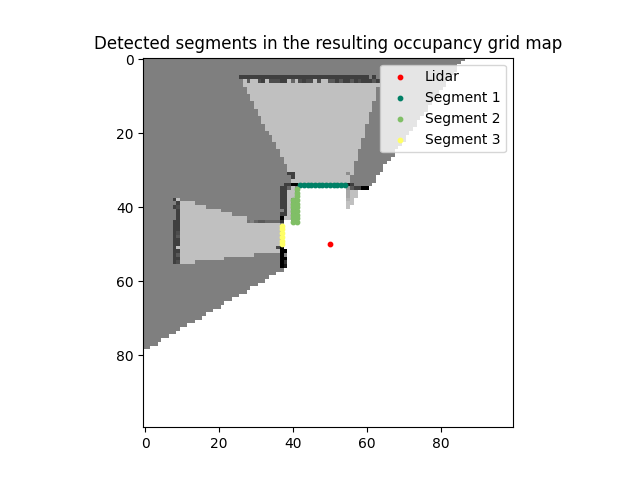 Detected segments in the resulting occupancy grid map
0
20
40
60
80
0 20 40 60 80
Lidar
Segment 1
Segment 2
Segment 3